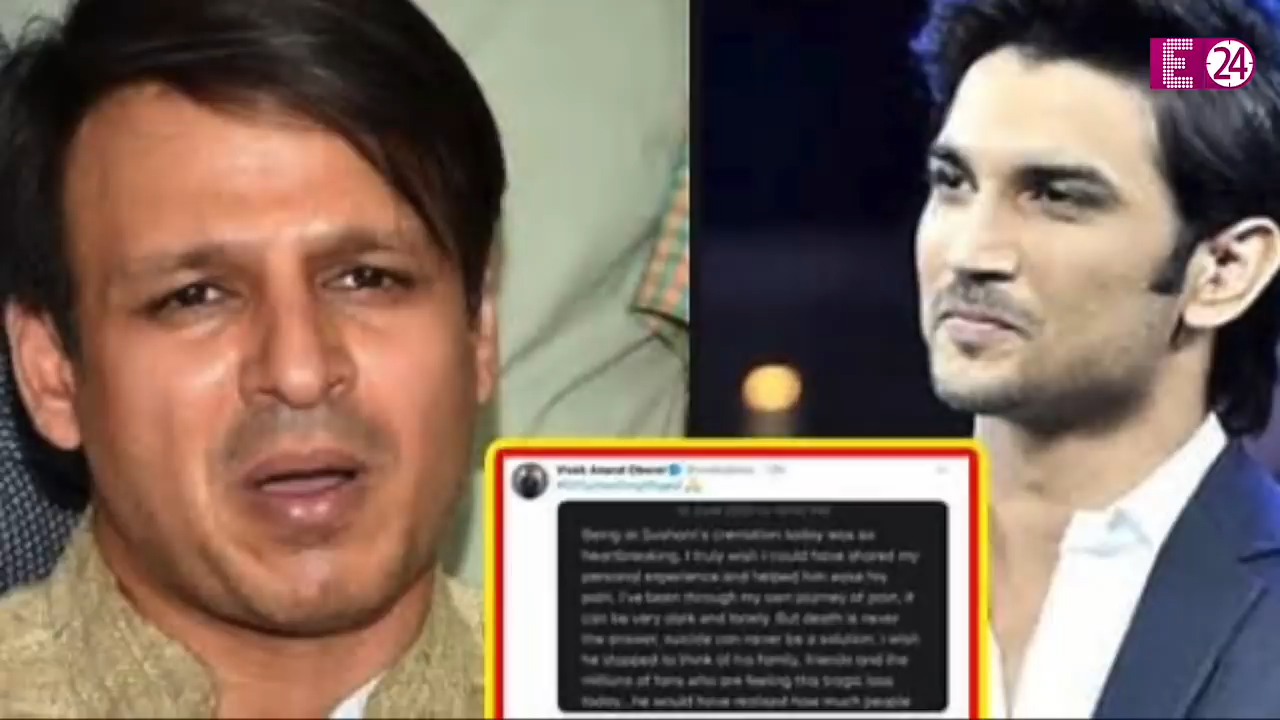 E 24
Vivek Anand Oberoi
Being at Sushant's cremation today was so
heartbreaking. I truly wish I could have shared my
personal experience and helped him ease his
pain. I've been through my own journey of pain, it
can be very dark and lonely. But death is never
the answer, suicide can never be a solution. I wish
he stopped to think of his family, friends and the
millions of fans who are feeling this tragic loss
today...he would have realised how much people